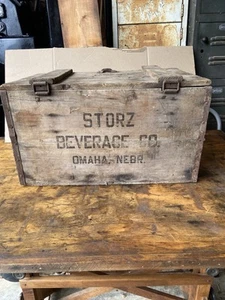 STORZ
BEVERAGE CO.
OMAHA, NEBR.